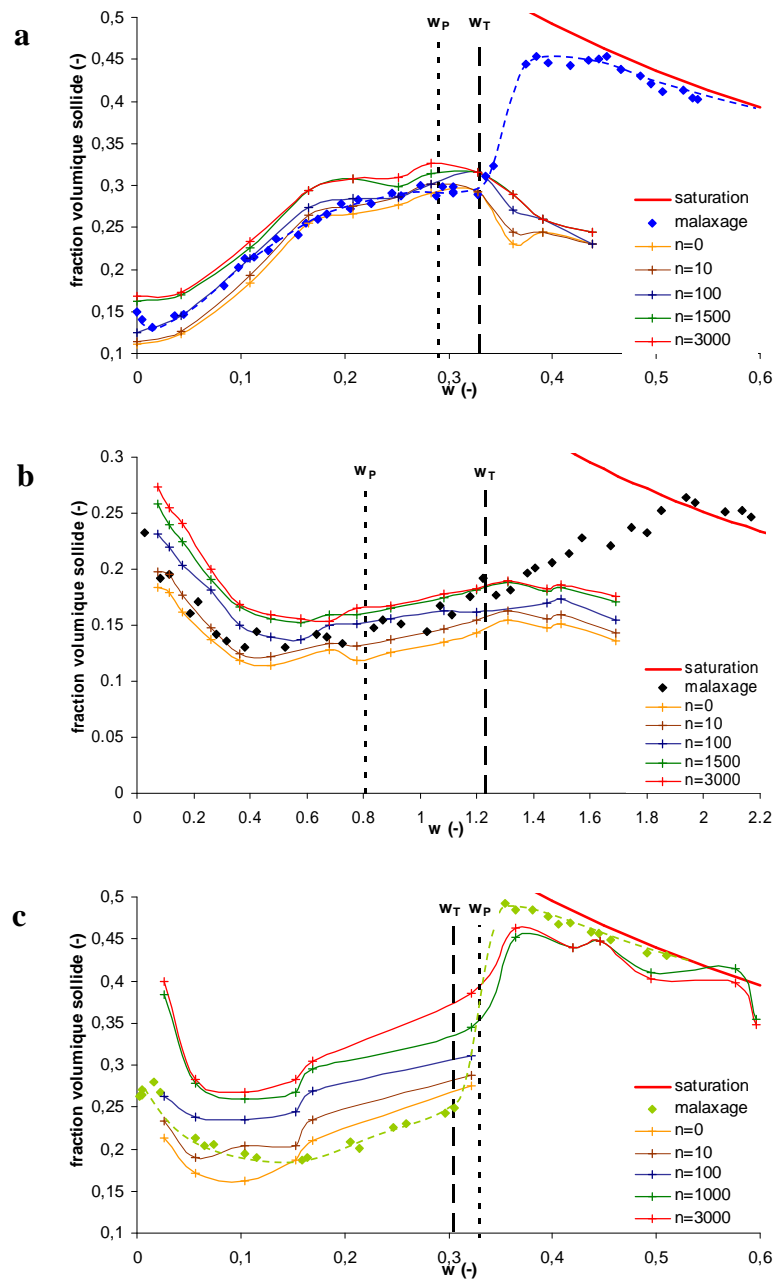 a
fraction volumique sollide (-)
0,5
0,45
0,4
0,35
0,3
0,25
0,2
0,15
0,1
wP
wT
saturation
malaxage
n=0
n=10
n=100
n=1500
n=3000
0
0,1
0,2
0,3
0,4
0,5
0,6
w (-)
b
fraction volumique sollide (-)
0.3
0.25
0.2
0.15
0.1
0.05
0
wP
wT
saturation
malaxage
n=0
n=10
n=100
n=1500
n=3000
0
0.2
0.4
0.6
0.8
1
1.2
1.4
1.6
1.8
2
2.2
w (-)
c
fraction volumique sollide (-)
0,5
0,45
0,4
0,35
0,3
0,25
0,2
0,15
0,1
wT
wP
saturation
malaxage
n=0
n=10
n=100
n=1000
n=3000
0
0,1
0,2
0,3
0,4
0,5
0,6
w (-)